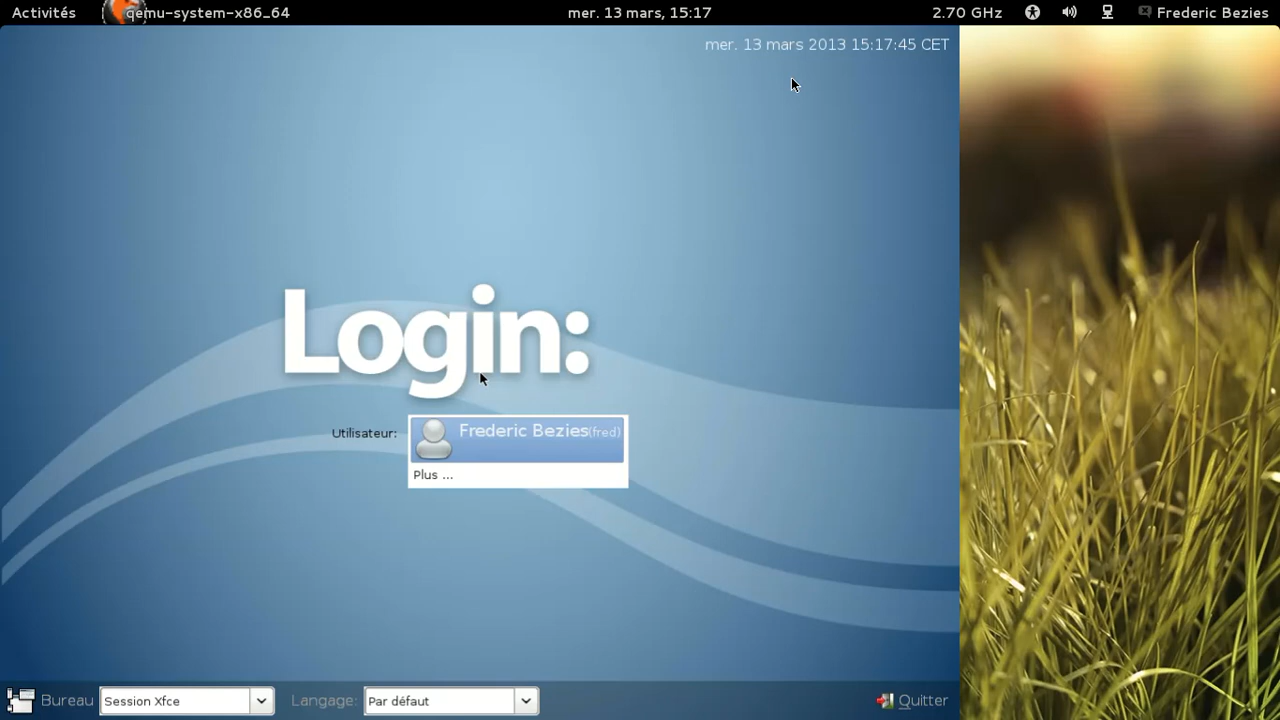 Activités qemu-system-x86_64 mer. 13 mars, 15:17 2.70 GHz Frederic Bezies
mer. 13 mars 2013 15:17:45 CET
Login:
Utilisateur: Frederic Bezies(fred)
Plus ...
Bureau Session Xfce Langage: Par défaut Quitter